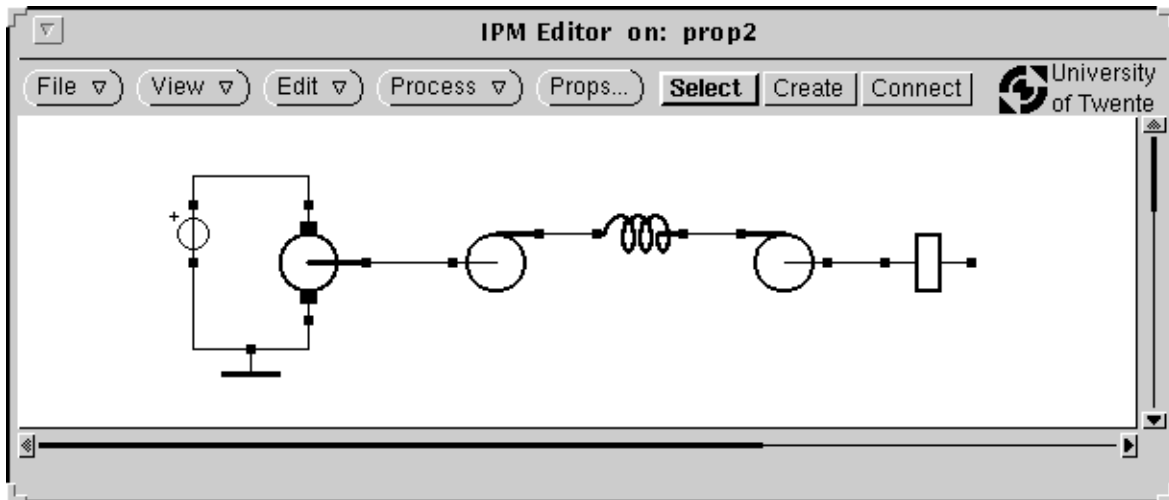 IPM Editor on: prop2
File View Edit Process Props... Select Create Connect
University
of Twente
+